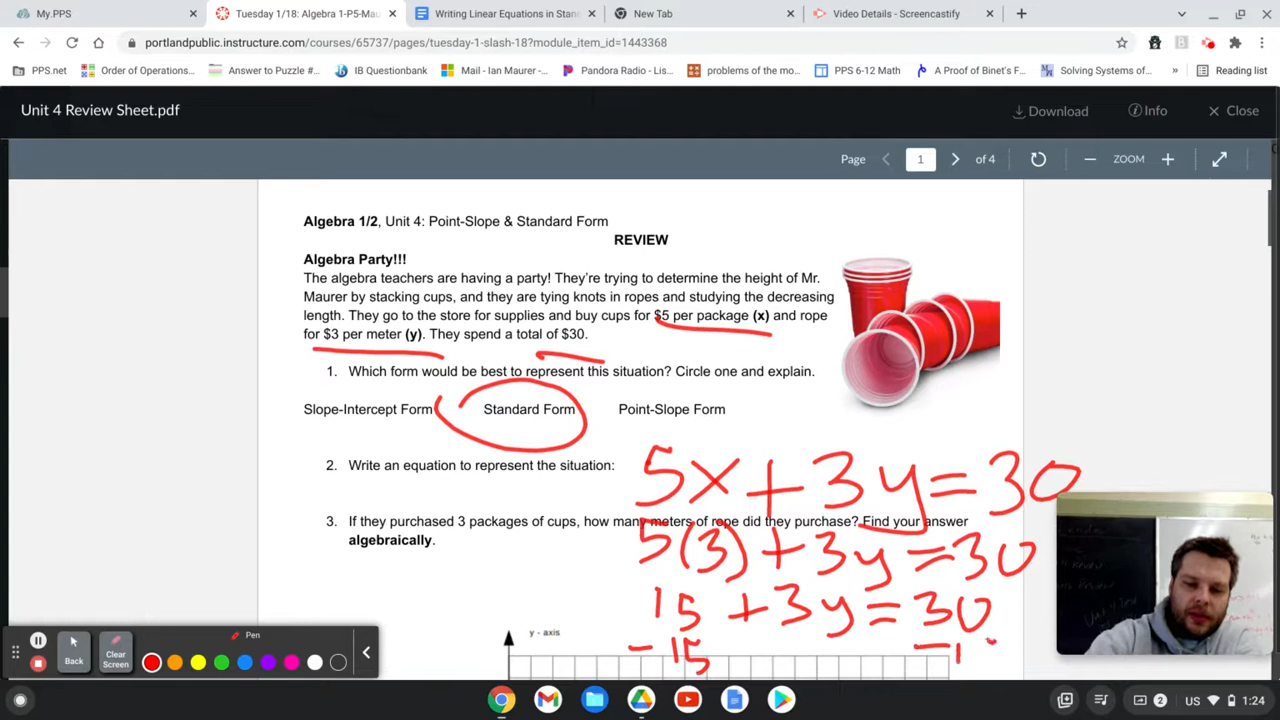 My.PPS
Tuesday 1/18: Algebra 1-P5-Mau
Writing Linear Equations in Stan
New Tab
Video Details - Screencastify
portlandpublic.instructure.com/courses/65737/pages/tuesday-1-slash-18?module_item_id=1443368
PPS.net
Order of Operations...
Answer to Puzzle #...
IB Questionbank
Mail - Ian Maurer -...
Pandora Radio - Lis...
problems of the mo...
PPS 6-12 Math
A Proof of Binet's F...
Solving Systems of...
»
Reading list
Unit 4 Review Sheet.pdf
Download
Info
Close
Page
1
of 4
ZOOM
Algebra 1/2, Unit 4: Point-Slope & Standard Form
REVIEW
Algebra Party!!!
The algebra teachers are having a party! They're trying to determine the height of Mr.
Maurer by stacking cups, and they are tying knots in ropes and studying the decreasing
length. They go to the store for supplies and buy cups for $5 per package (x) and rope
for $3 per meter (y). They spend a total of $30.
1. Which form would be best to represent this situation? Circle one and explain.
Slope-Intercept Form
Standard Form
Point-Slope Form
2. Write an equation to represent the situation:
5x+3y=30
3. If they purchased 3 packages of cups, how many meters of rope did they purchase? Find your answer
algebraically.
5(3)+3y=30
15+3y=30
-15
-1
y - axis
Pen
Back
Clear
Screen
2
US
1:24